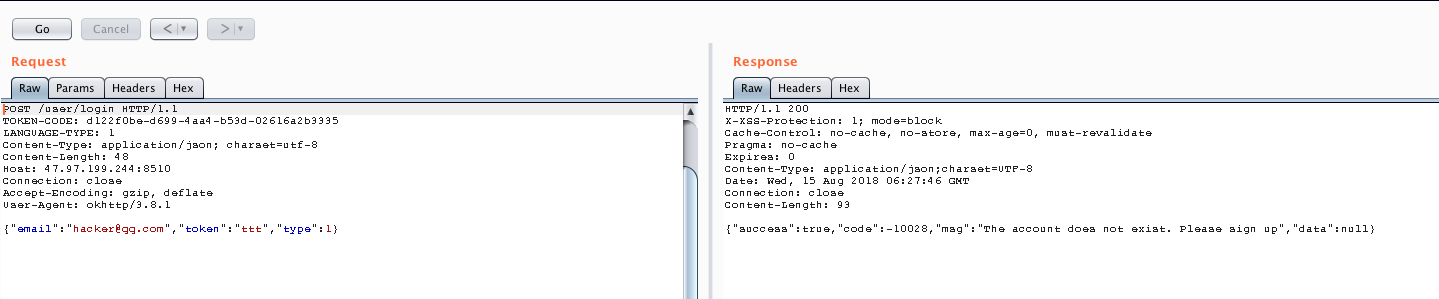 Go Cancel < >
Request
Raw Params Headers Hex
POST /user/login HTTP/1.1
TOKEN-CODE: d122f0be-d699-4aa4-b53d-02616a2b3335
LANGUAGE-TYPE: 1
Content-Type: application/json; charset=utf-8
Content-Length: 48
Host: 47.97.199.244:8510
Connection: close
Accept-Encoding: gzip, deflate
User-Agent: okhttp/3.8.1
{"email":"hacker@qq.com","token":"ttt","type":1}
Response
Raw Headers Hex
HTTP/1.1 200
X-XSS-Protection: 1; mode=block
Cache-Control: no-cache, no-store, max-age=0, must-revalidate
Pragma: no-cache
Expires: 0
Content-Type: application/json;charset=UTF-8
Date: Wed, 15 Aug 2018 06:27:46 GMT
Connection: close
Content-Length: 93
{"success":true,"code":-10028,"msg":"The account does not exist. Please sign up","data":null}